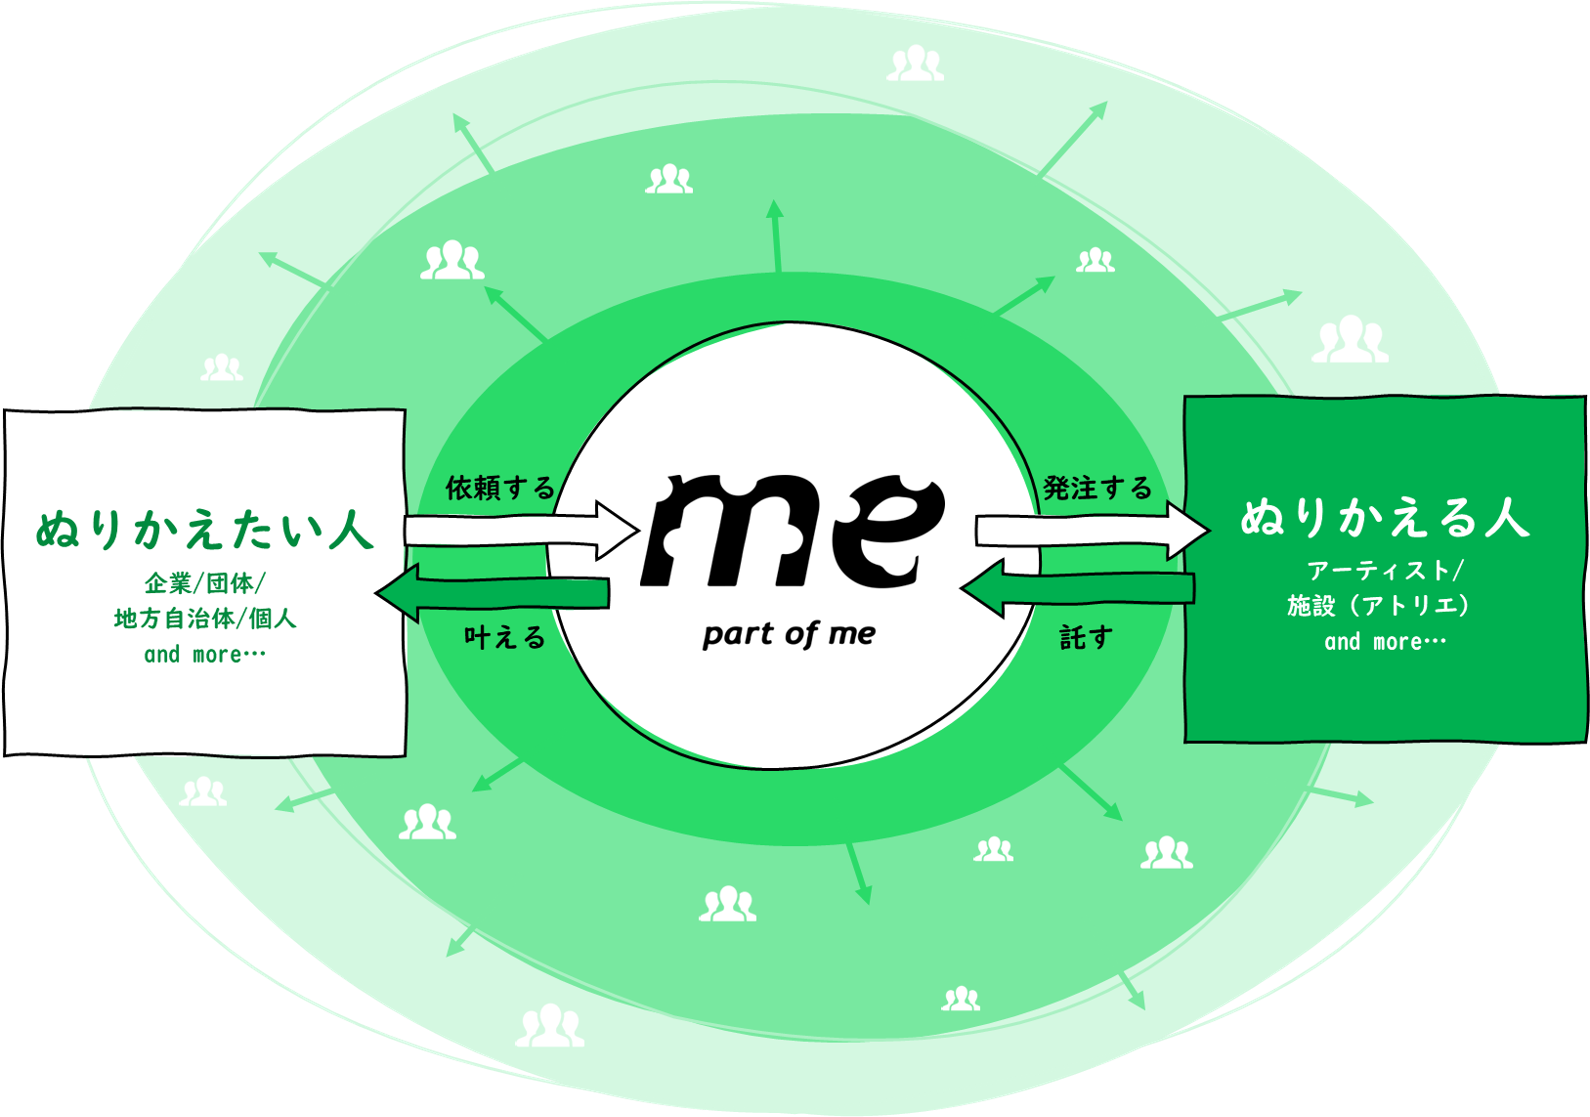 ぬりかえたい人
企業/団体/
地方自治体/個人
and more…
依頼する
叶える
me
part of me
発注する
託す
ぬりかえる人
アーティスト/
施設（アトリエ）
and more…